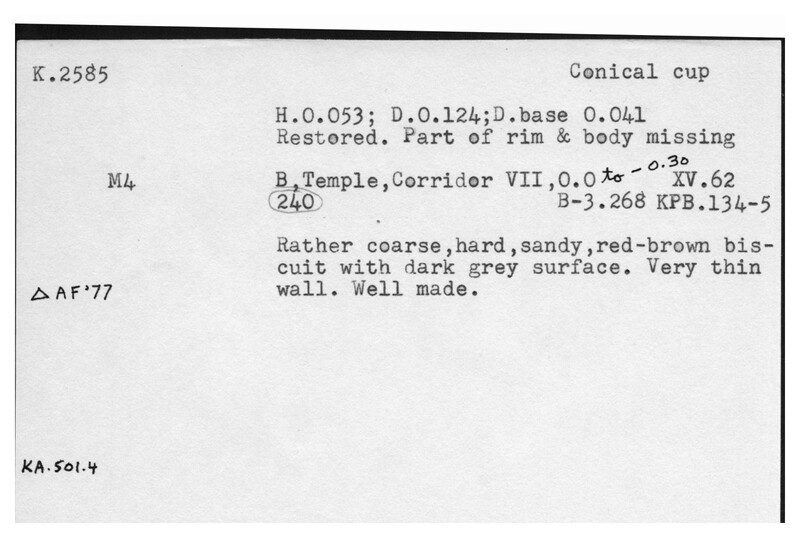 K.2585 Conical cup
H.0.053; D.0.124;D.base 0.041
Restored. Part of rim & body missing
M4 B,Temple,Corridor VII,0.0 to -0.30 XV.62
240 B-3.268 KPB.134-5
Rather coarse,hard,sandy,red-brown bis-
cuit with dark grey surface. Very thin
△ AF'77 wall. Well made.
KA.501.4